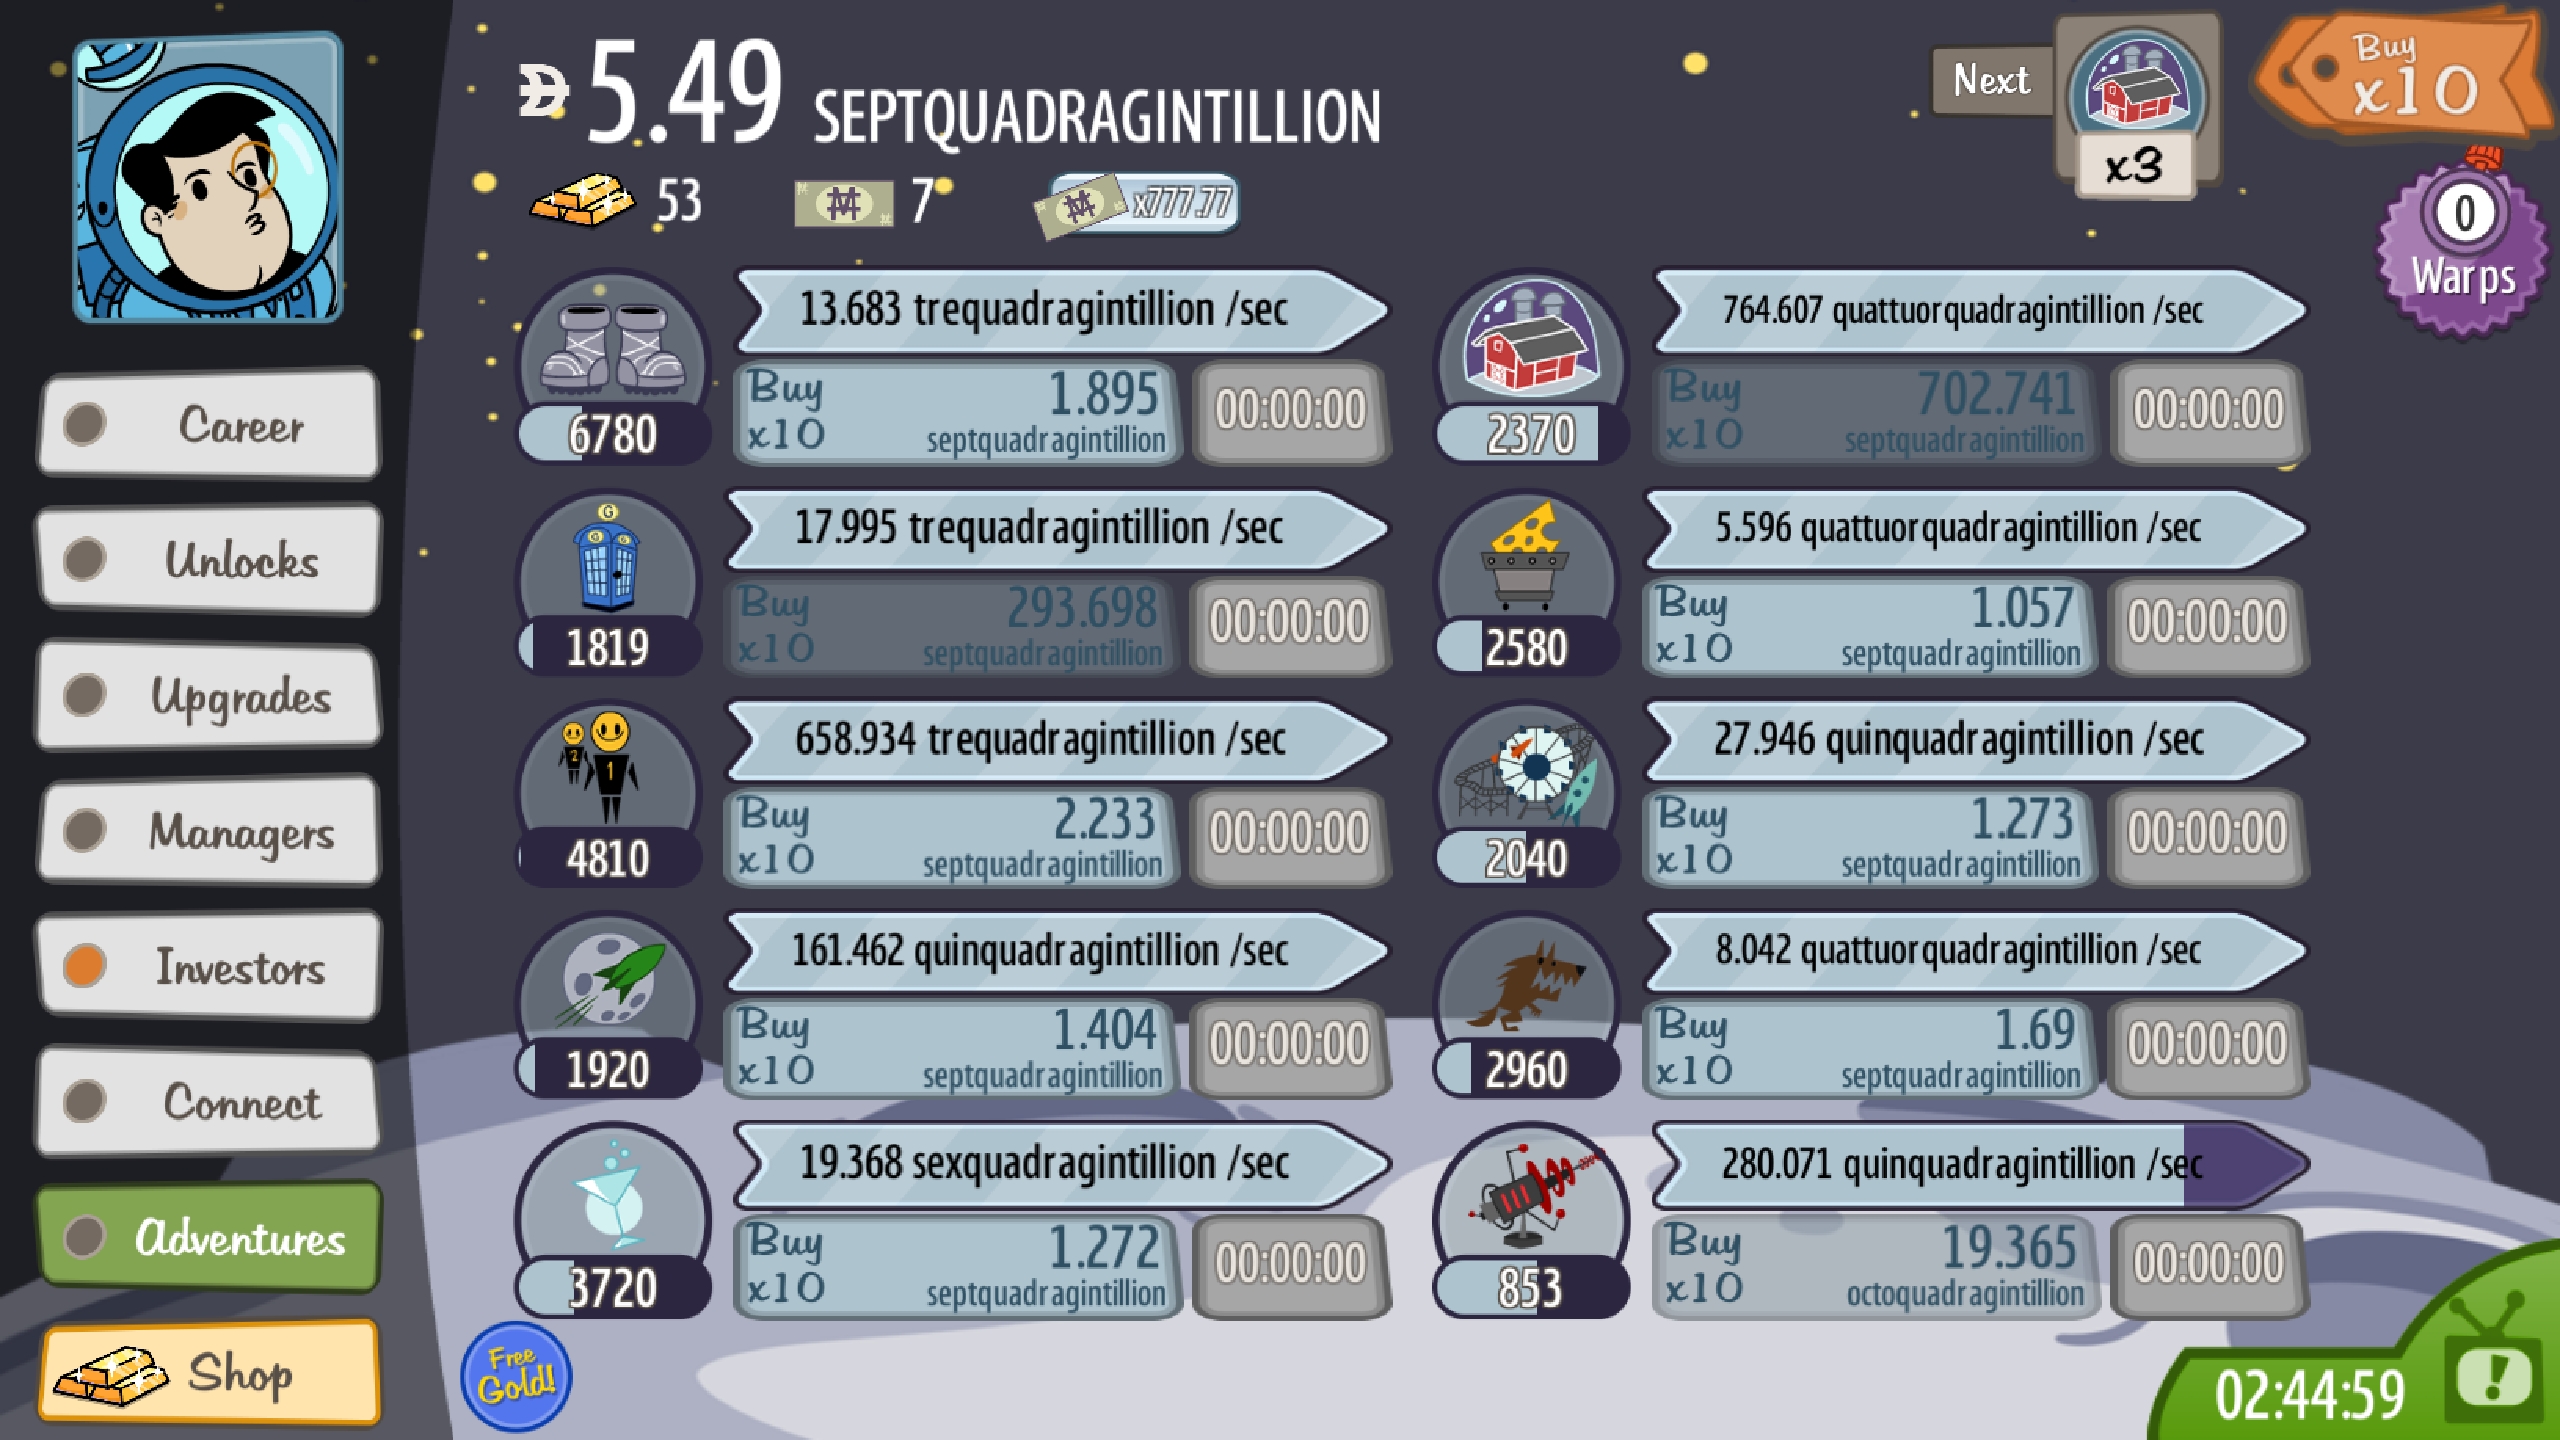 5.49 SEPTQUADRAGINTILLION
53
7
x777.77
Next
x3
Buy
x10
0
Warps
Career
Unlocks
Upgrades
Managers
Investors
Connect
Adventures
Shop
13.683 trequadragintillion /sec
6780
Buy
x10
1.895
septquadragintillion
00:00:00
G
G G
17.995 trequadragintillion /sec
1819
Buy
x10
293.698
septquadragintillion
00:00:00
2
1
658.934 trequadragintillion /sec
4810
Buy
x10
2.233
septquadragintillion
00:00:00
161.462 quinquadragintillion /sec
1920
Buy
x10
1.404
septquadragintillion
00:00:00
19.368 sexquadragintillion /sec
3720
Buy
x10
1.272
septquadragintillion
00:00:00
764.607 quattuorquadragintillion /sec
2370
Buy
x10
702.741
septquadragintillion
00:00:00
5.596 quattuorquadragintillion /sec
2580
Buy
x10
1.057
septquadragintillion
00:00:00
27.946 quinquadragintillion /sec
2040
Buy
x10
1.273
septquadragintillion
00:00:00
8.042 quattuorquadragintillion /sec
2960
Buy
x10
1.69
septquadragintillion
00:00:00
280.071 quinquadragintillion /sec
853
Buy
x10
19.365
octoquadragintillion
00:00:00
Free
Gold!
02:44:59
!